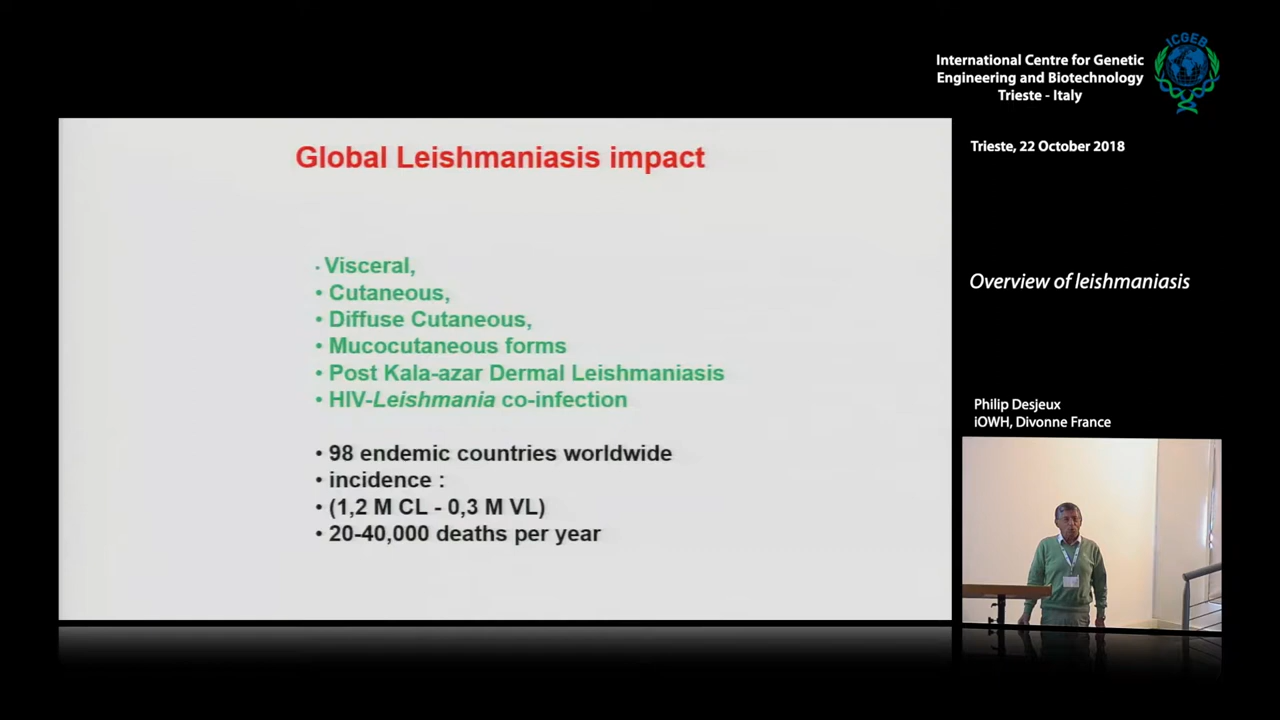 ICGEB
International Centre for Genetic
Engineering and Biotechnology
Trieste - Italy
Trieste, 22 October 2018
Global Leishmaniasis impact
· Visceral,
• Cutaneous,
• Diffuse Cutaneous,
• Mucocutaneous forms
• Post Kala-azar Dermal Leishmaniasis
• HIV-Leishmania co-infection
• 98 endemic countries worldwide
• incidence :
• (1,2 M CL - 0,3 M VL)
• 20-40,000 deaths per year
Overview of leishmaniasis
Philip Desjeux
iOWH, Divonne France